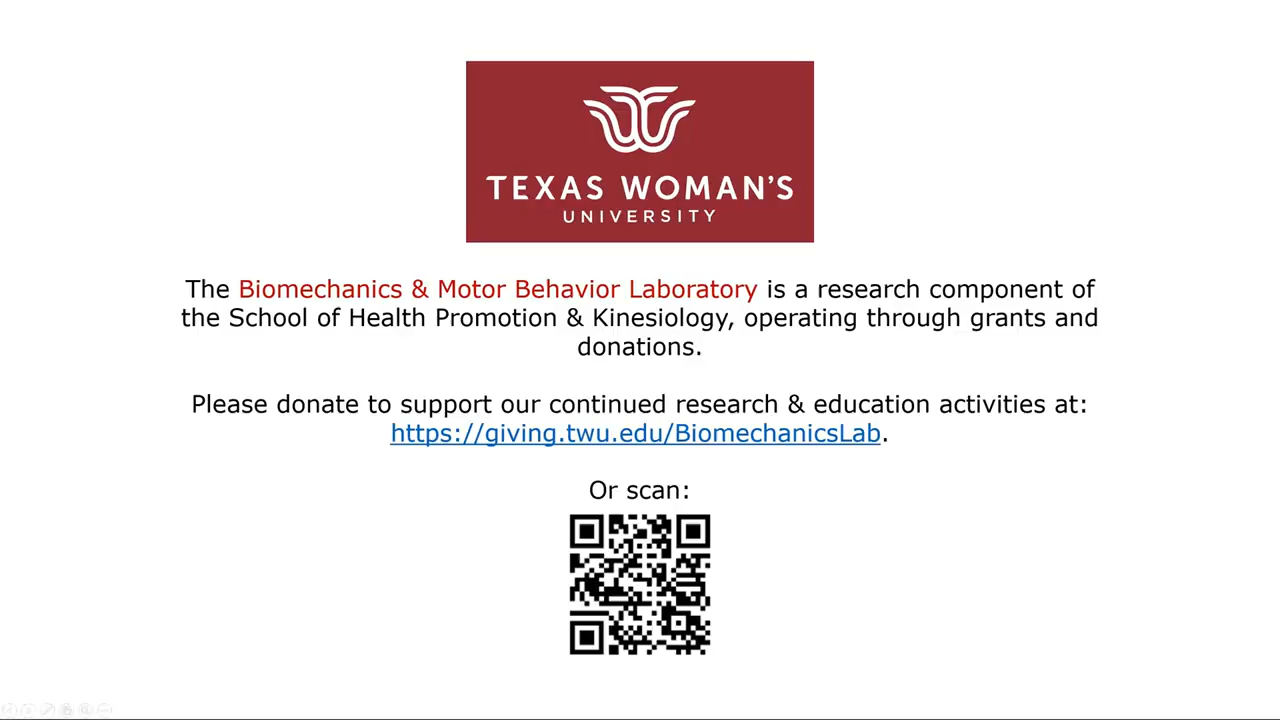 TEXAS WOMAN'S
UNIVERSITY
The Biomechanics & Motor Behavior Laboratory is a research component of
the School of Health Promotion & Kinesiology, operating through grants and
donations.
Please donate to support our continued research & education activities at:
https://giving.twu.edu/BiomechanicsLab.
Or scan: